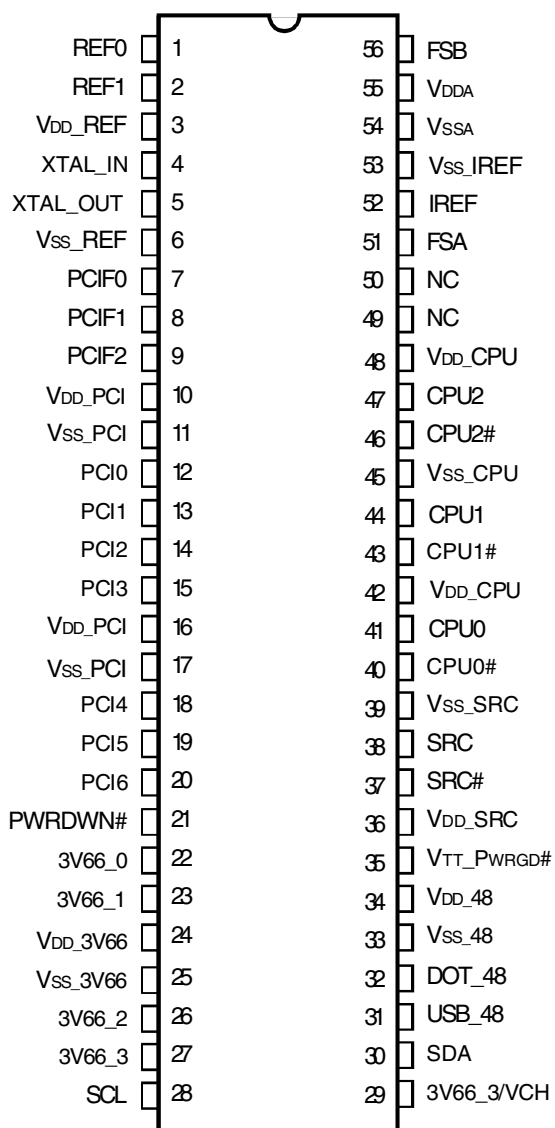 REF0 1 56 FSB
REF1 2 55 VDDA
VDD_REF 3 54 VSSA
XTAL_IN 4 53 VSS_IREF
XTAL_OUT 5 52 IREF
VSS_REF 6 51 FSA
PCIF0 7 50 NC
PCIF1 8 49 NC
PCIF2 9 48 VDD_CPU
VDD_PCI 10 47 CPU2
VSS_PCI 11 46 CPU2#
PCI0 12 45 VSS_CPU
PCI1 13 44 CPU1
PCI2 14 43 CPU1#
PCI3 15 42 VDD_CPU
VDD_PCI 16 41 CPU0
VSS_PCI 17 40 CPU0#
PCI4 18 39 VSS_SRC
PCI5 19 38 SRC
PCI6 20 37 SRC#
PWRDWN# 21 36 VDD_SRC
3V66_0 22 35 VTT_PWRGD#
3V66_1 23 34 VDD_48
VDD_3V66 24 33 VSS_48
VSS_3V66 25 32 DOT_48
3V66_2 26 31 USB_48
3V66_3 27 30 SDA
SCL 28 29 3V66_3/VCH